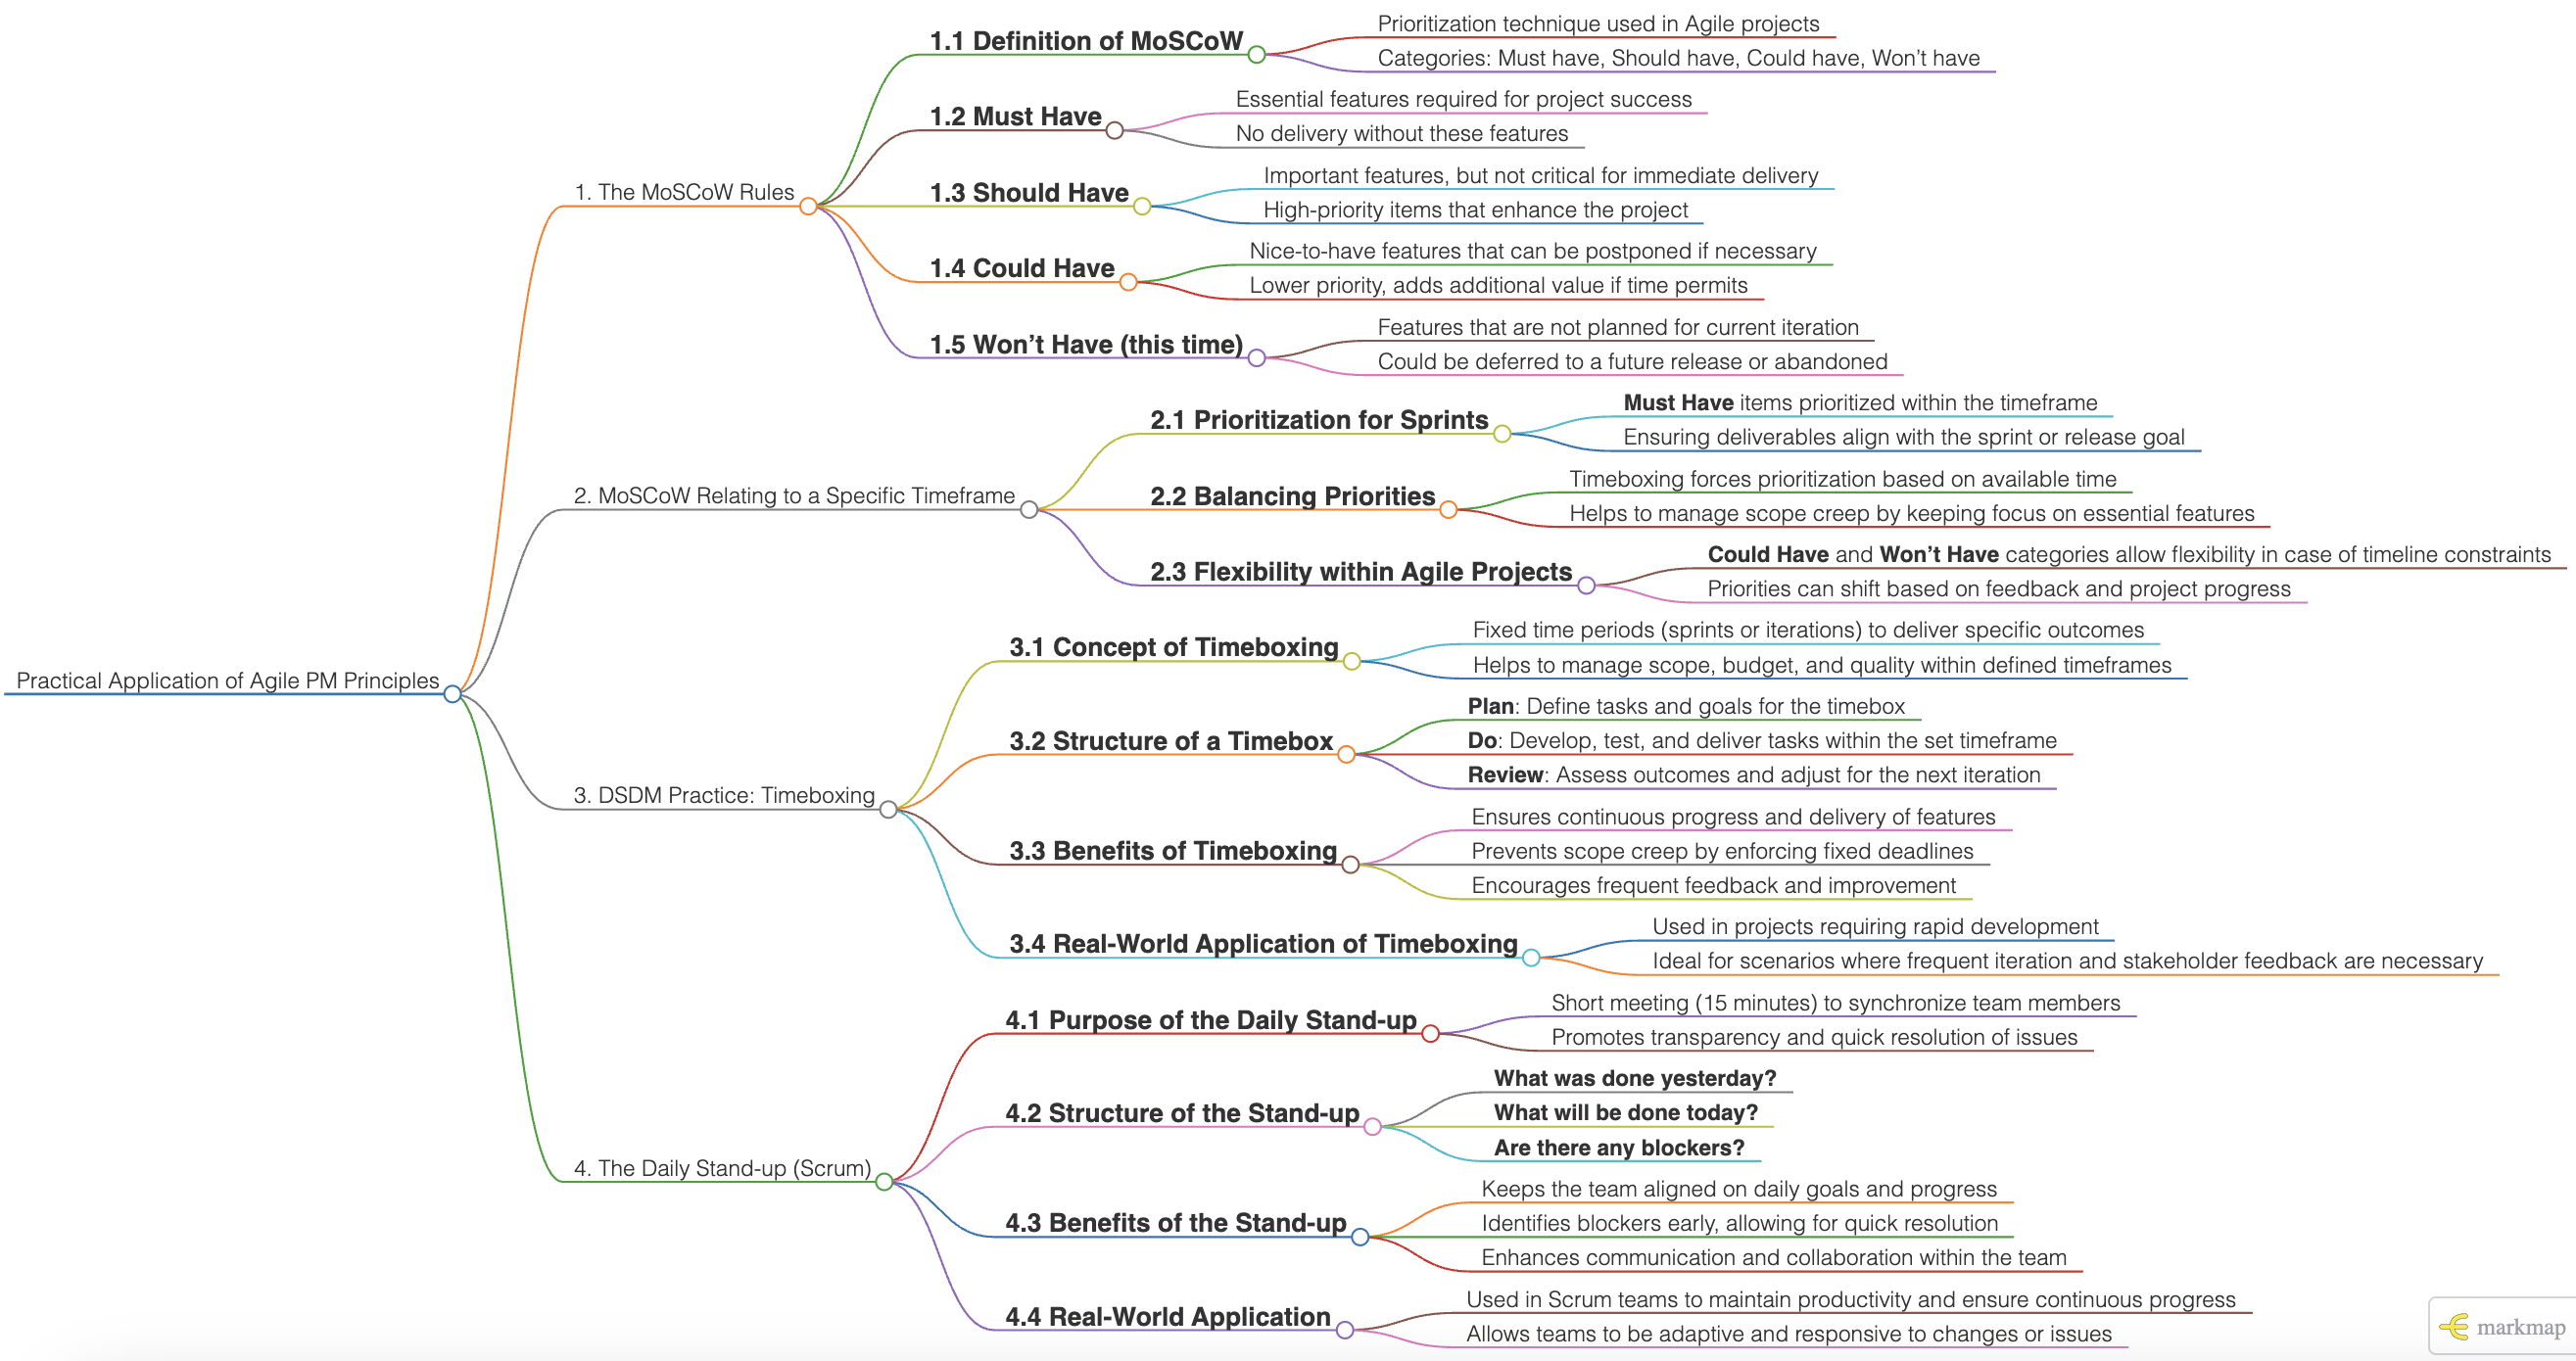 Practical Application of Agile PM Principles
1. The MoSCoW Rules
1.1 Definition of MoSCoW
Prioritization technique used in Agile projects
Categories: Must have, Should have, Could have, Won’t have
1.2 Must Have
Essential features required for project success
No delivery without these features
1.3 Should Have
Important features, but not critical for immediate delivery
High-priority items that enhance the project
1.4 Could Have
Nice-to-have features that can be postponed if necessary
Lower priority, adds additional value if time permits
1.5 Won’t Have (this time)
Features that are not planned for current iteration
Could be deferred to a future release or abandoned
2. MoSCoW Relating to a Specific Timeframe
2.1 Prioritization for Sprints
Must Have items prioritized within the timeframe
Ensuring deliverables align with the sprint or release goal
2.2 Balancing Priorities
Timeboxing forces prioritization based on available time
Helps to manage scope creep by keeping focus on essential features
2.3 Flexibility within Agile Projects
Could Have and Won’t Have categories allow flexibility in case of timeline constraints
Priorities can shift based on feedback and project progress
3. DSDM Practice: Timeboxing
3.1 Concept of Timeboxing
Fixed time periods (sprints or iterations) to deliver specific outcomes
Helps to manage scope, budget, and quality within defined timeframes
3.2 Structure of a Timebox
Plan: Define tasks and goals for the timebox
Do: Develop, test, and deliver tasks within the set timeframe
Review: Assess outcomes and adjust for the next iteration
3.3 Benefits of Timeboxing
Ensures continuous progress and delivery of features
Prevents scope creep by enforcing fixed deadlines
Encourages frequent feedback and improvement
3.4 Real-World Application of Timeboxing
Used in projects requiring rapid development
Ideal for scenarios where frequent iteration and stakeholder feedback are necessary
4. The Daily Stand-up (Scrum)
4.1 Purpose of the Daily Stand-up
Short meeting (15 minutes) to synchronize team members
Promotes transparency and quick resolution of issues
4.2 Structure of the Stand-up
What was done yesterday?
What will be done today?
Are there any blockers?
4.3 Benefits of the Stand-up
Keeps the team aligned on daily goals and progress
Identifies blockers early, allowing for quick resolution
Enhances communication and collaboration within the team
4.4 Real-World Application
Used in Scrum teams to maintain productivity and ensure continuous progress
Allows teams to be adaptive and responsive to changes or issues
markmap